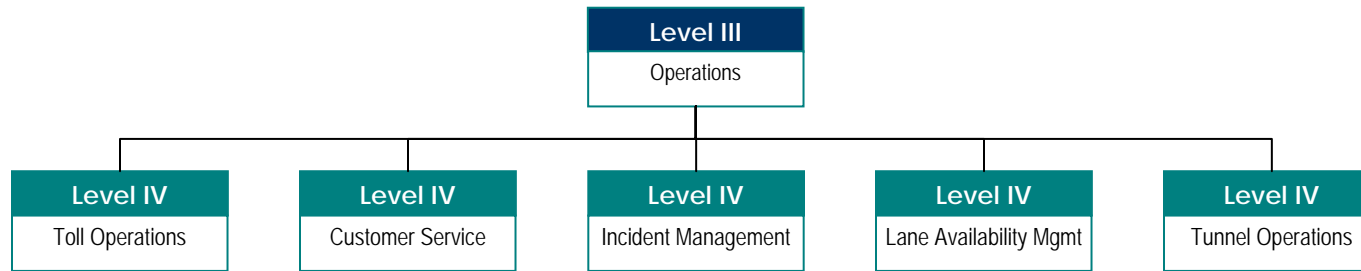 Level III
Operations
Level IV
Toll Operations
Level IV
Customer Service
Level IV
Incident Management
Level IV
Lane Availability Mgmt
Level IV
Tunnel Operations